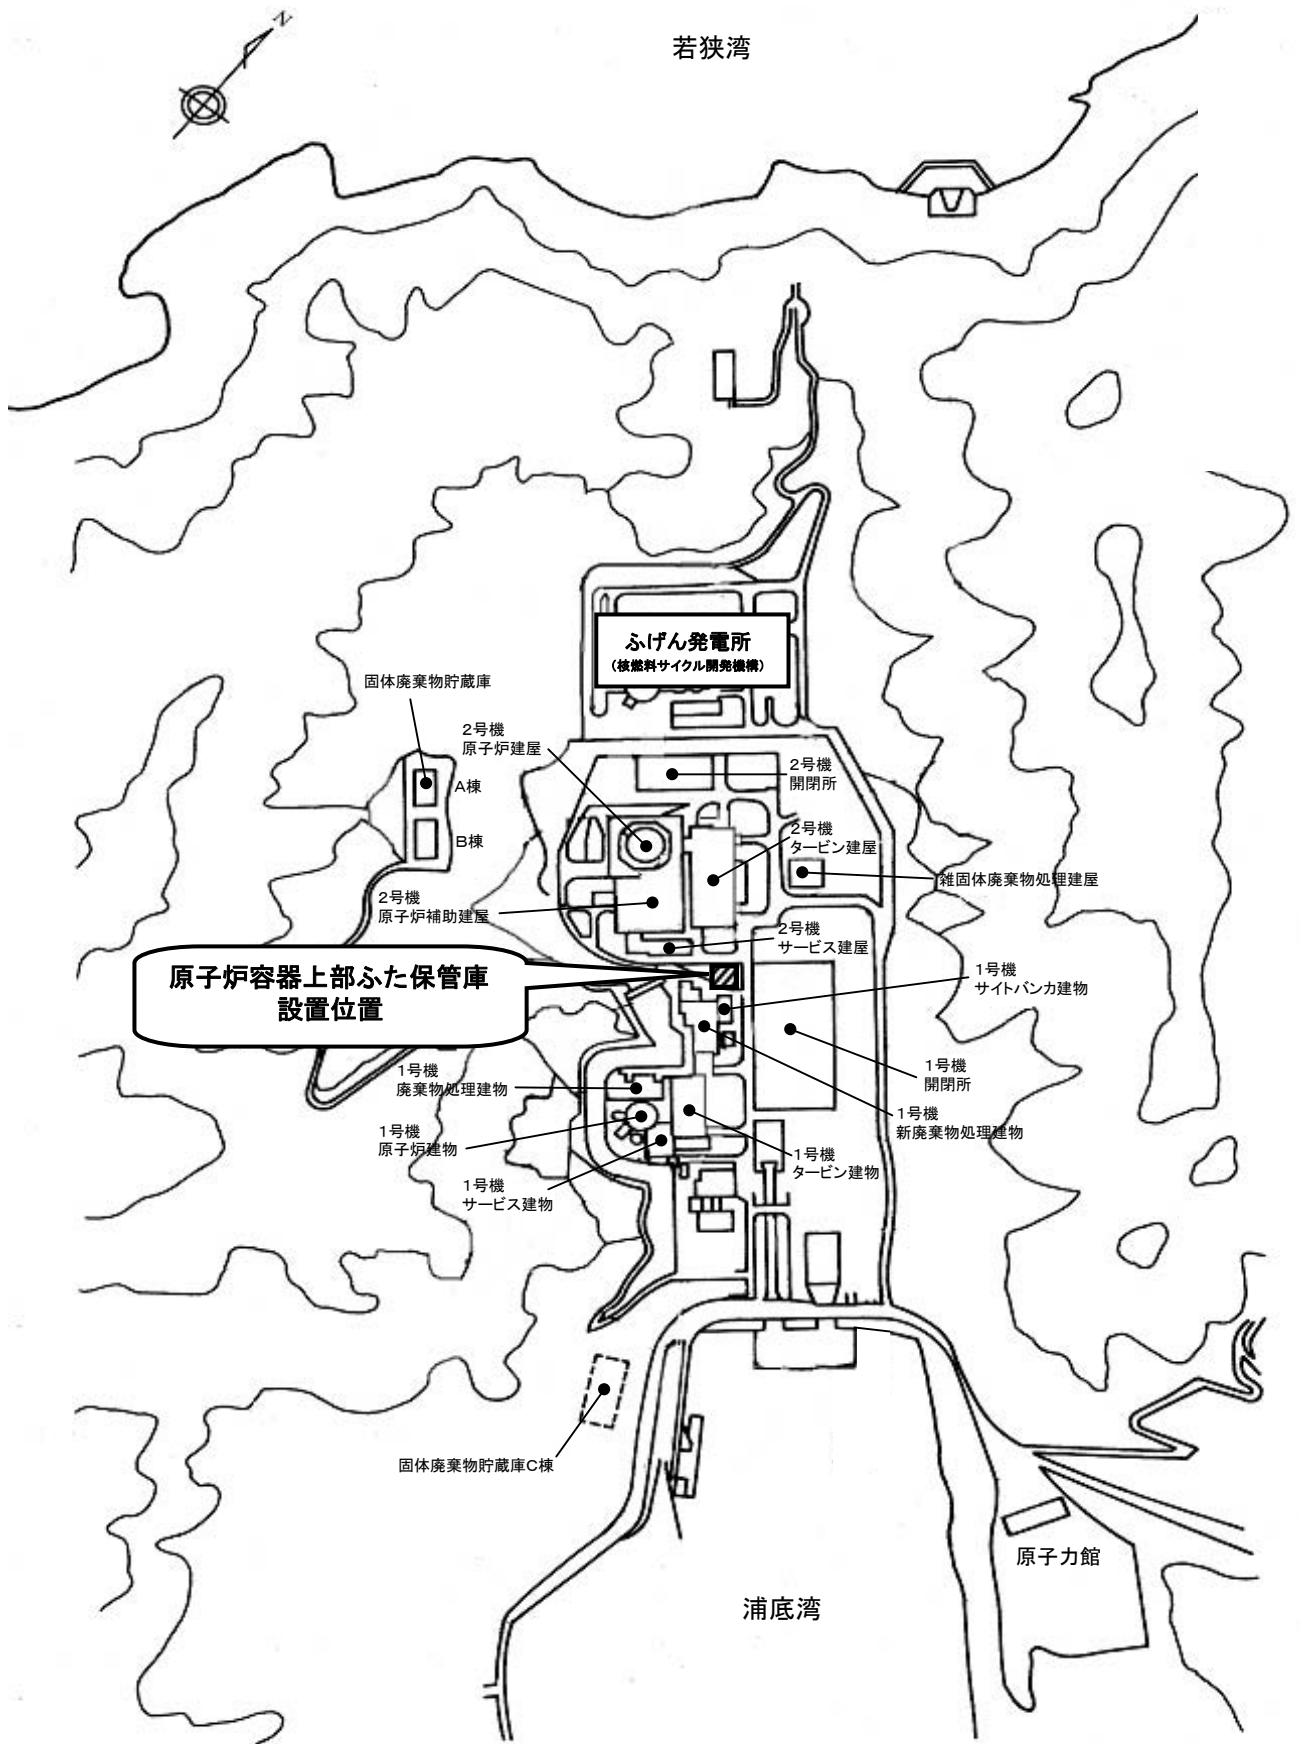 N
若狭湾
ふげん発電所
(核燃料サイクル開発機構)
固体廃棄物貯蔵庫
A棟
B棟
2号機
原子炉建屋
2号機
開閉所
2号機
タービン建屋
雑固体廃棄物処理建屋
2号機
原子炉補助建屋
2号機
サービス建屋
原子炉容器上部ふた保管庫
設置位置
1号機
サイトバンカ建物
1号機
開閉所
1号機
廃棄物処理建物
1号機
新廃棄物処理建物
1号機
原子炉建物
1号機
タービン建物
1号機
サービス建物
固体廃棄物貯蔵庫C棟
原子力館
浦底湾